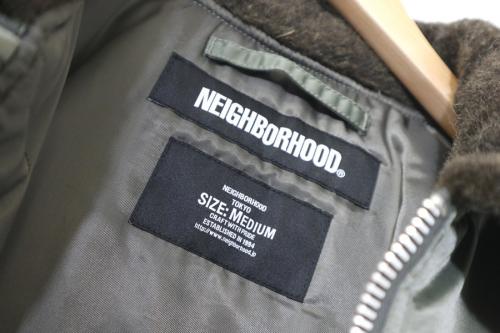 NEIGHBORHOOD®
NEIGHBORHOOD
TOKYO
SIZE: MEDIUM
CRAFT WITH PRIDE
ESTABLISHED IN 1994
http://www.neighborhood.jp